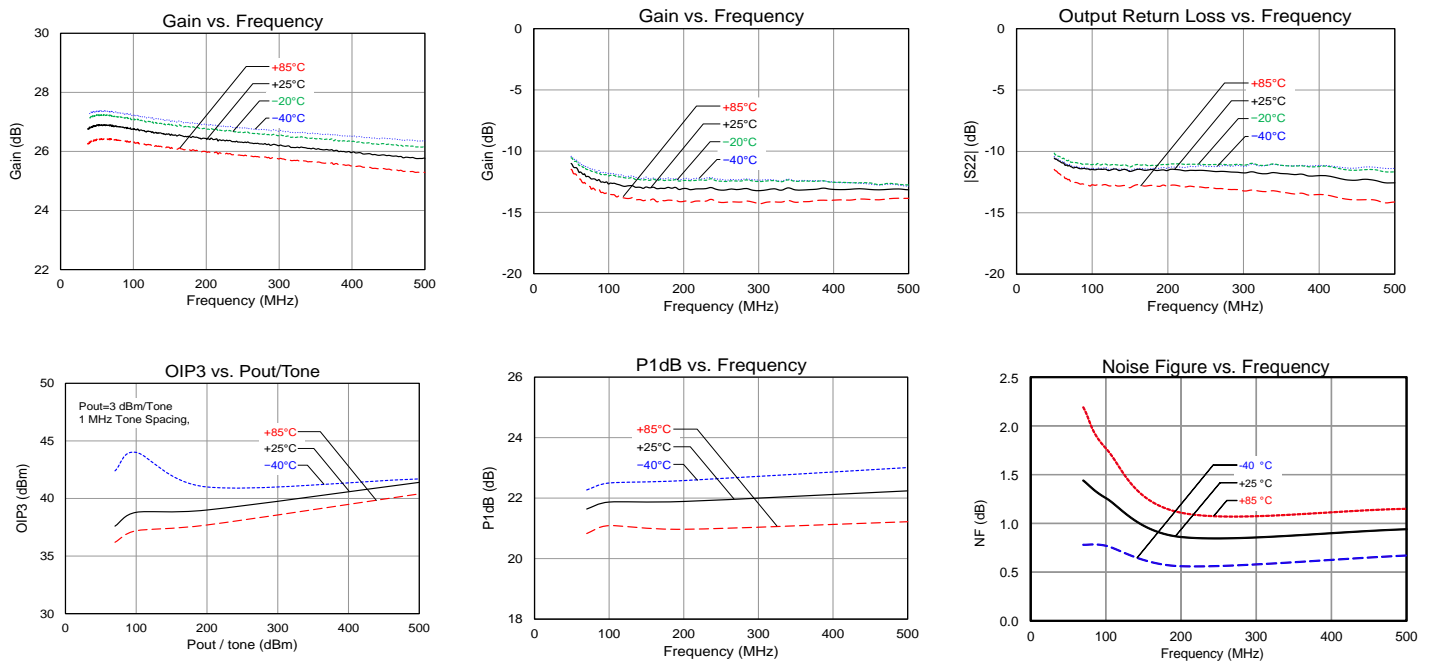 Gain vs. Frequency
30
28
26
24
22
0
100
200
300
400
500
Gain (dB)
Frequency (MHz)
+85°C
+25°C
−20°C
−40°C
Gain vs. Frequency
0
−5
−10
−15
−20
0
100
200
300
400
500
Gain (dB)
Frequency (MHz)
+85°C
+25°C
−20°C
−40°C
Output Return Loss vs. Frequency
0
−5
−10
−15
−20
0
100
200
300
400
500
|S22| (dB)
Frequency (MHz)
+85°C
+25°C
−20°C
−40°C
OIP3 vs. Pout/Tone
Pout=3 dBm/Tone
1 MHz Tone Spacing,
50
45
40
35
30
0
100
200
300
400
500
OIP3 (dBm)
Pout / tone (dBm)
+85°C
+25°C
−40°C
P1dB vs. Frequency
26
24
22
20
18
0
100
200
300
400
500
P1dB (dB)
Frequency (MHz)
+85°C
+25°C
−40°C
Noise Figure vs. Frequency
2.5
2.0
1.5
1.0
0.5
0.0
0
100
200
300
400
500
NF (dB)
Frequency (MHz)
-40 °C
+25 °C
+85 °C